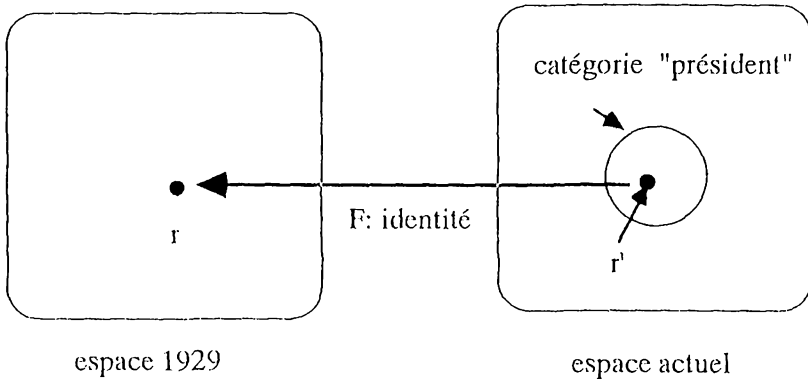 catégorie "président"
F: identité
r
r'
espace 1929
espace actuel